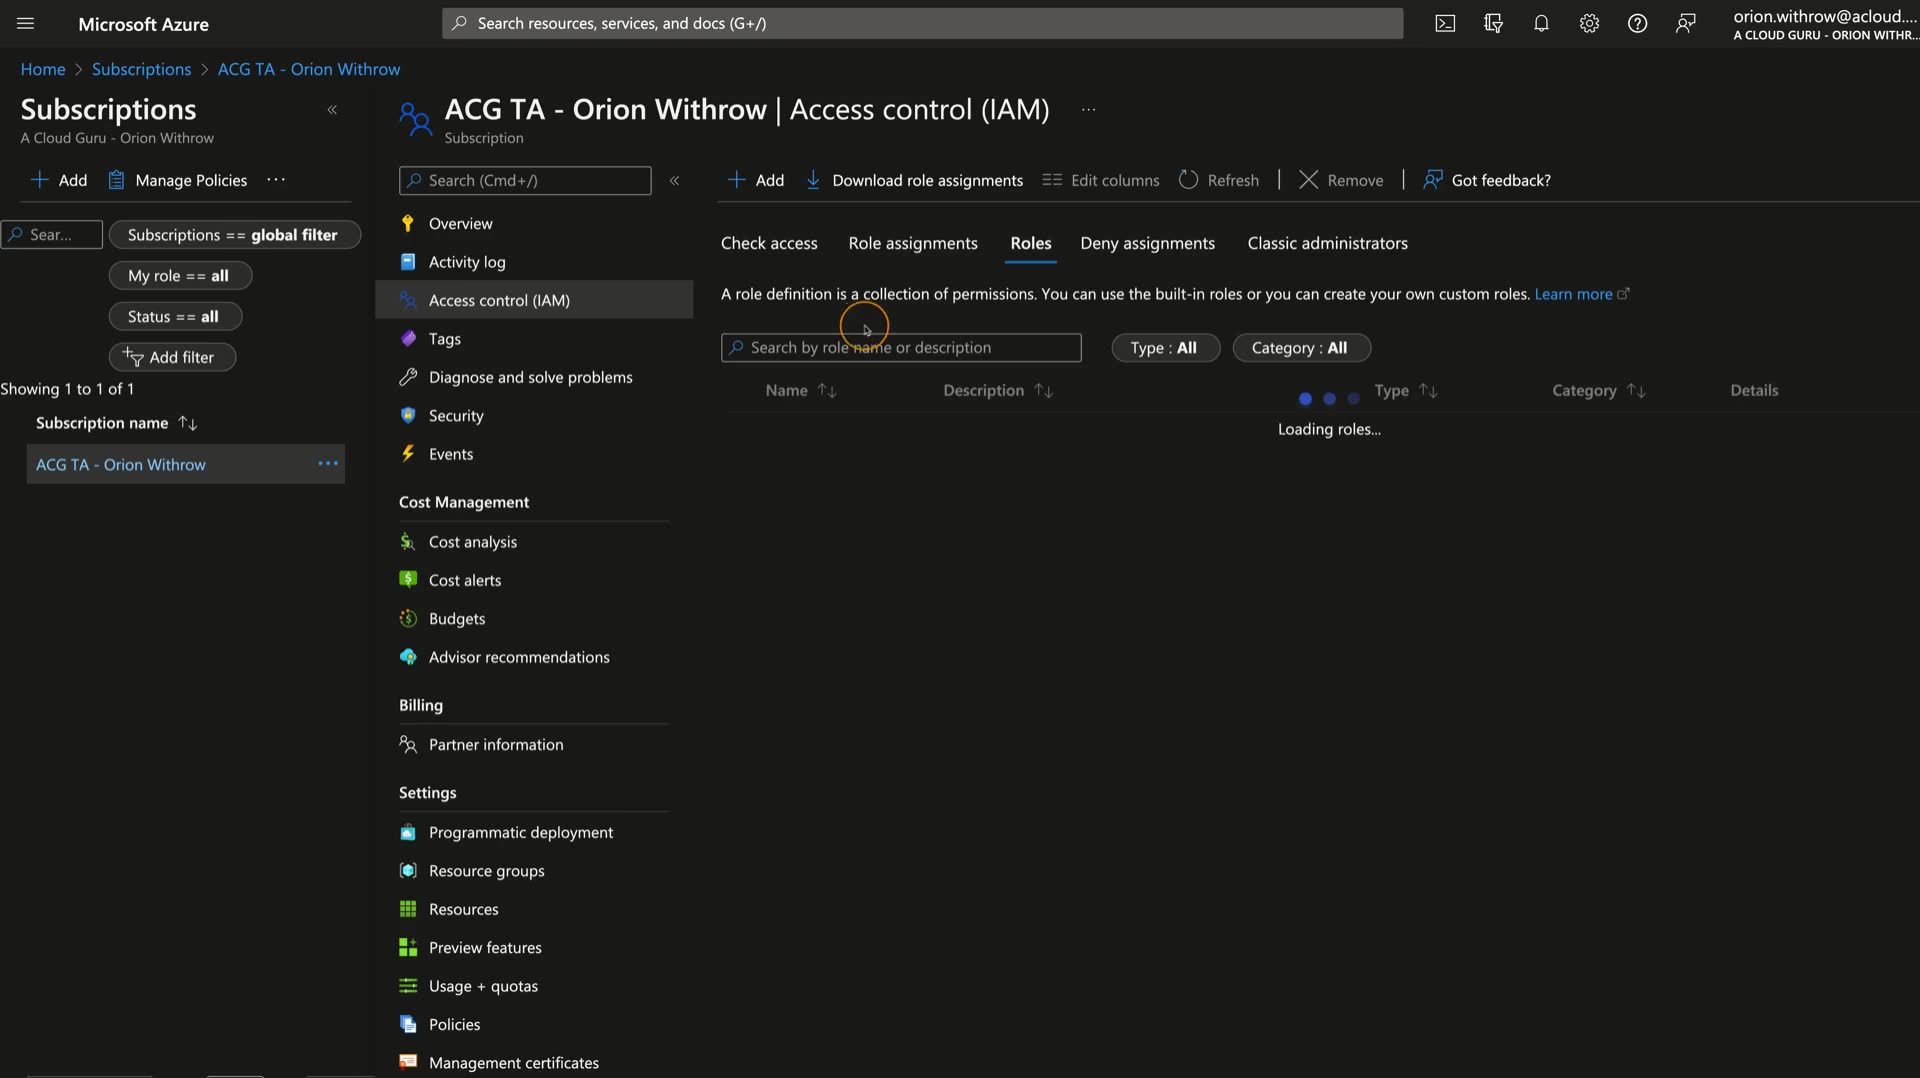 Microsoft Azure
Search resources, services, and docs (G+/)
orion.withrow@acloud....
A CLOUD GURU - ORION WITHR...
Home > Subscriptions > ACG TA - Orion Withrow
Subscriptions
A Cloud Guru - Orion Withrow
Add
Manage Policies
Sear...
Subscriptions == global filter
My role == all
Status == all
Add filter
Showing 1 to 1 of 1
Subscription name
ACG TA - Orion Withrow
ACG TA - Orion Withrow | Access control (IAM)
Subscription
Search (Cmd+/)
Overview
Activity log
Access control (IAM)
Tags
Diagnose and solve problems
Security
Events
Cost Management
Cost analysis
Cost alerts
Budgets
Advisor recommendations
Billing
Partner information
Settings
Programmatic deployment
Resource groups
Resources
Preview features
Usage + quotas
Policies
Management certificates
Add
Download role assignments
Edit columns
Refresh
Remove
Got feedback?
Check access
Role assignments
Roles
Deny assignments
Classic administrators
A role definition is a collection of permissions. You can use the built-in roles or you can create your own custom roles. Learn more
Search by role name or description
Type : All
Category : All
Name
Description
Type
Category
Details
Loading roles...